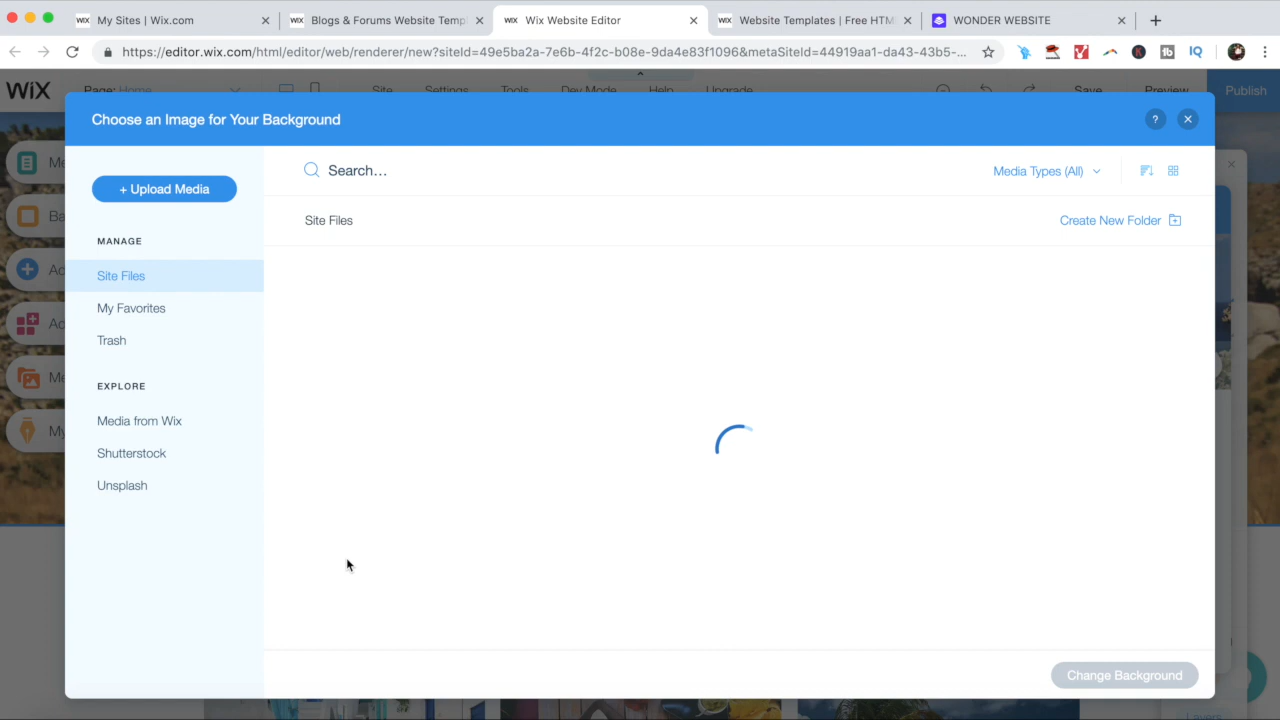 My Sites | Wix.com
Blogs & Forums Website Templ
Wix Website Editor
Website Templates | Free HTM
WONDER WEBSITE
https://editor.wix.com/html/editor/web/renderer/new?siteId=49e5ba2a-7e6b-4f2c-b08e-9da4e83f1096&metaSiteId=44919aa1-da43-43b5-...
WIX
Page: Home
Site
Settings
Tools
Dev Mode
Help
Upgrade
Save
Preview
Publish
Choose an Image for Your Background
?
+ Upload Media
Search...
Media Types (All)
Site Files
Create New Folder
MANAGE
Site Files
My Favorites
Trash
EXPLORE
Media from Wix
Shutterstock
Unsplash
Change Background
Layers